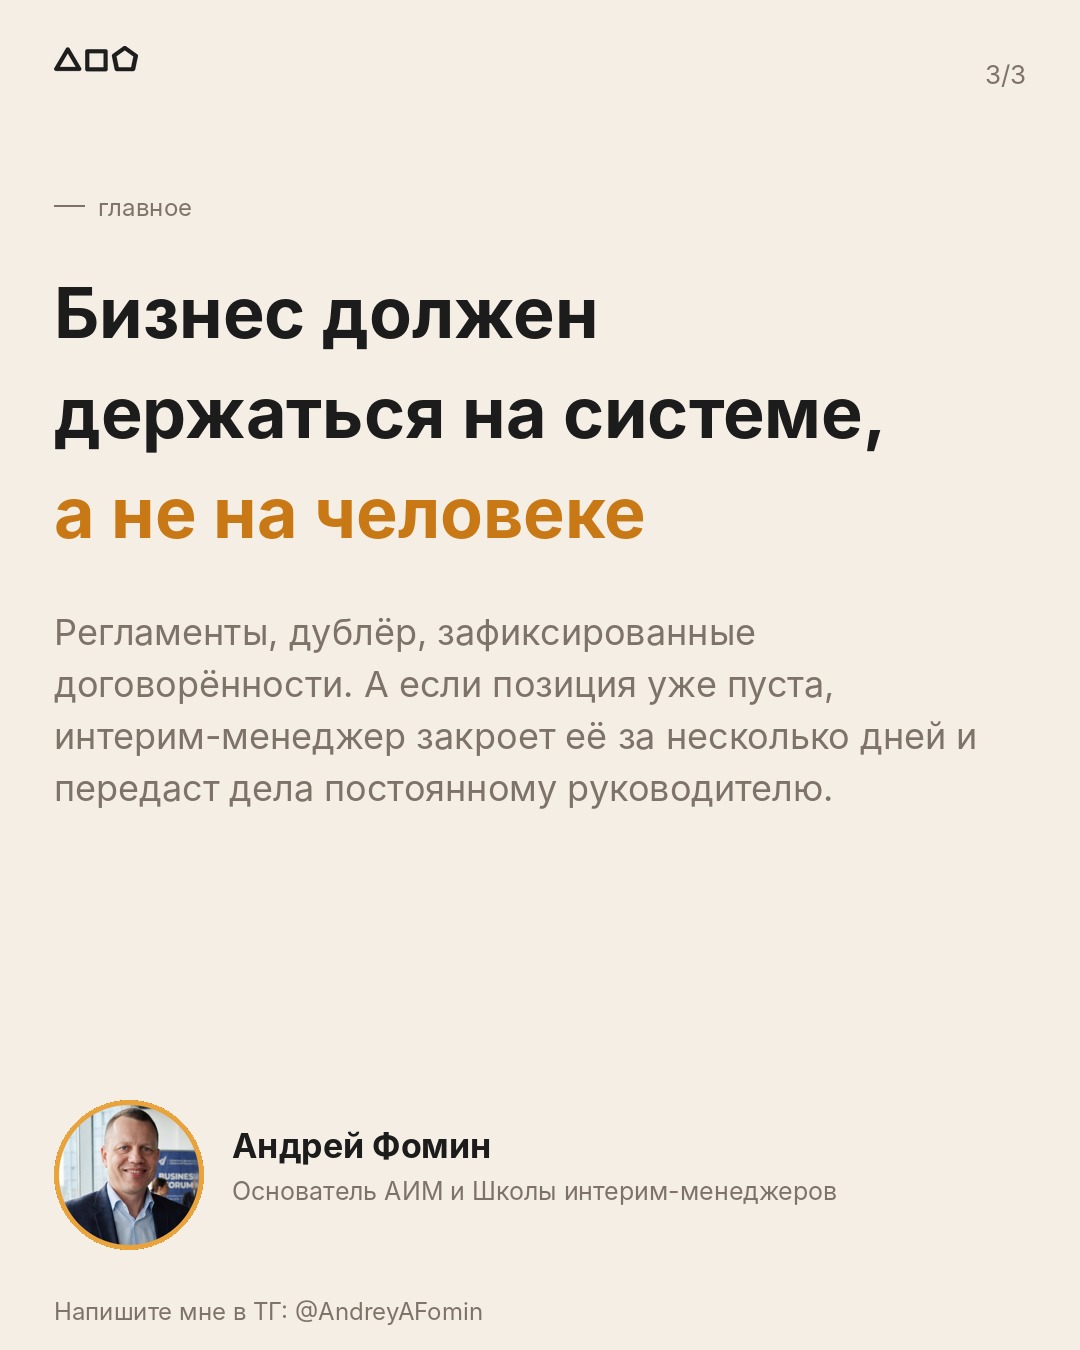 3/3
— главное
Бизнес должен
держаться на системе,
а не на человеке
Регламенты, дублёр, зафиксированные
договорённости. А если позиция уже пуста,
интерим-менеджер закроет её за несколько дней и
передаст дела постоянному руководителю.
BUSINESS
FORUM
Андрей Фомин
Основатель АИМ и Школы интерим-менеджеров
Напишите мне в ТГ: @AndreyAFomin